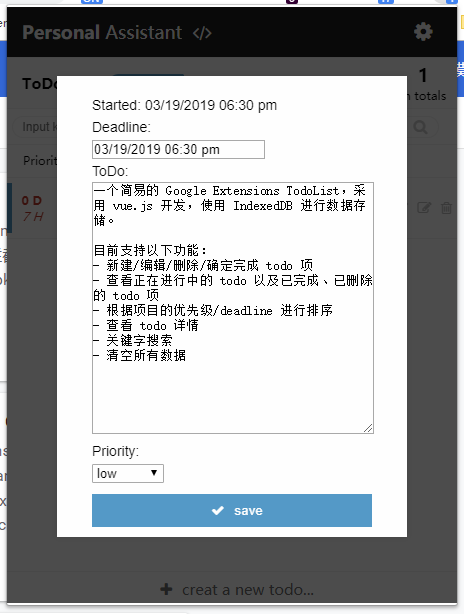 Personal Assistant </>
ToDo
1
totals
Input k
Priorit
0 D
7 H
Started: 03/19/2019 06:30 pm
Deadline:
03/19/2019 06:30 pm
ToDo:
一个简易的 Google Extensions TodoList，采
用 vue.js 开发，使用 IndexedDB 进行数据存
储。
目前支持以下功能：
- 新建/编辑/删除/确定完成 todo 项
- 查看正在进行中的 todo 以及已完成、已删除
的 todo 项
- 根据项目的优先级/deadline 进行排序
- 查看 todo 详情
- 关键字搜索
- 清空所有数据
Priority:
low
save
creat a new todo...